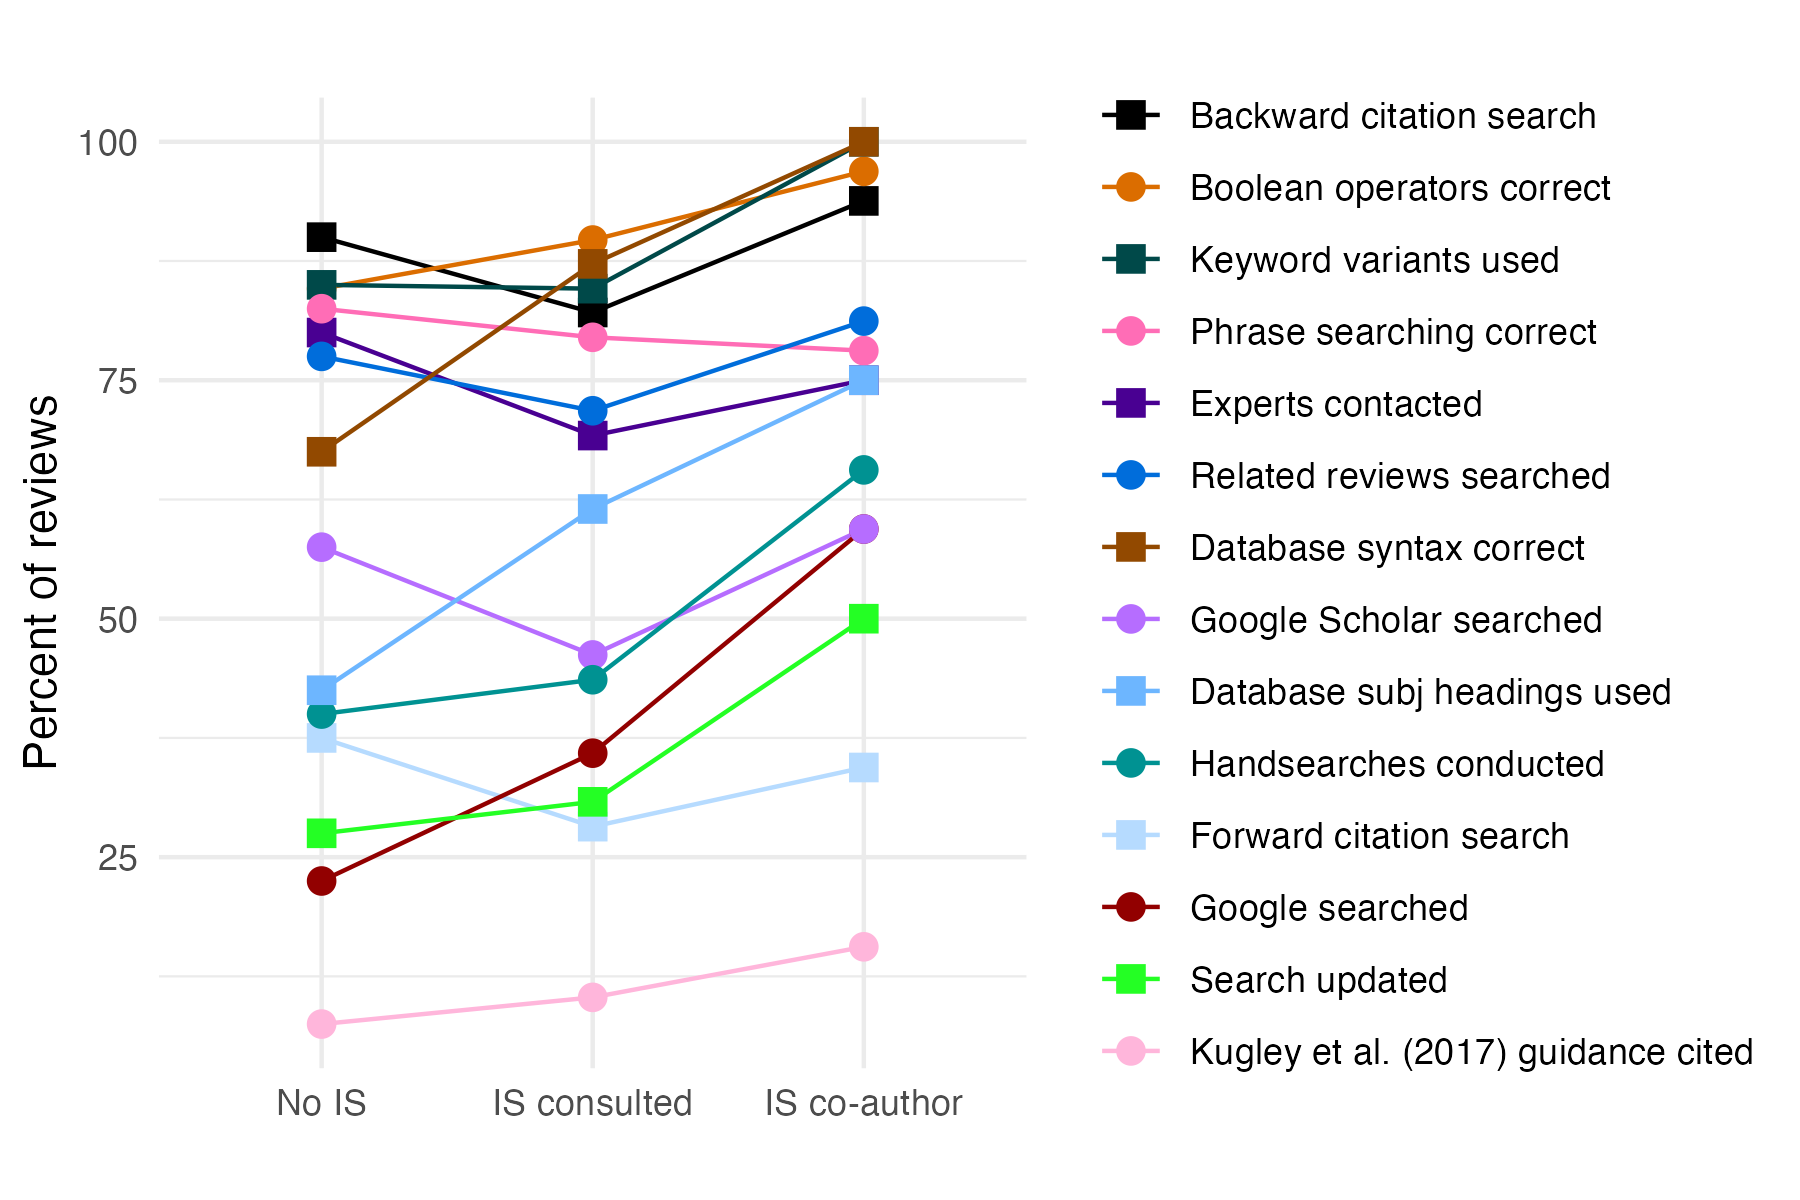 100
75
50
25
Percent of reviews
No IS
IS consulted
IS co-author
Backward citation search
Boolean operators correct
Keyword variants used
Phrase searching correct
Experts contacted
Related reviews searched
Database syntax correct
Google Scholar searched
Database subj headings used
Handsearches conducted
Forward citation search
Google searched
Search updated
Kugley et al. (2017) guidance cited